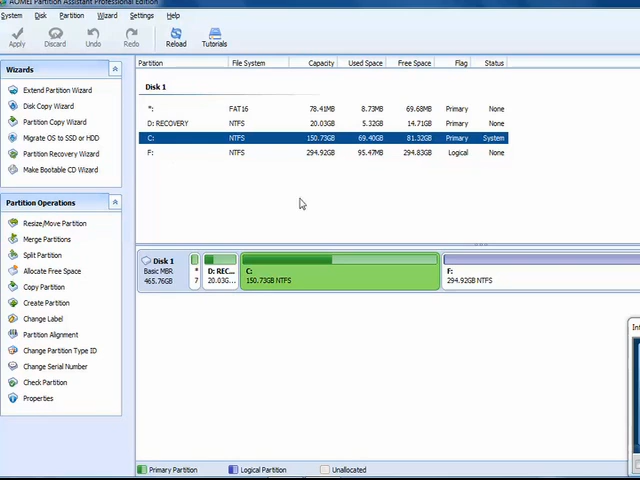 AOMEI Partition Assistant Professional Edition
System Disk Partition Wizard Settings Help
Apply Discard Undo Redo Reload Tutorials
Wizards
Extend Partition Wizard
Disk Copy Wizard
Partition Copy Wizard
Migrate OS to SSD or HDD
Partition Recovery Wizard
Make Bootable CD Wizard
Partition Operations
Resize/Move Partition
Merge Partitions
Split Partition
Allocate Free Space
Copy Partition
Create Partition
Change Label
Partition Alignment
Change Partition Type ID
Change Serial Number
Check Partition
Properties
Partition File System Capacity Used Space Free Space Flag Status
Disk 1
*: FAT16 78.41MB 8.73MB 69.68MB Primary None
D: RECOVERY NTFS 20.03GB 5.32GB 14.71GB Primary None
C: NTFS 150.73GB 69.40GB 81.32GB Primary System
F: NTFS 294.92GB 95.47MB 294.83GB Logical None
Disk 1
Basic MBR
465.76GB
*
7
D: REC...
20.03G...
C:
150.73GB NTFS
F:
294.92GB NTFS
Int
Primary Partition Logical Partition Unallocated